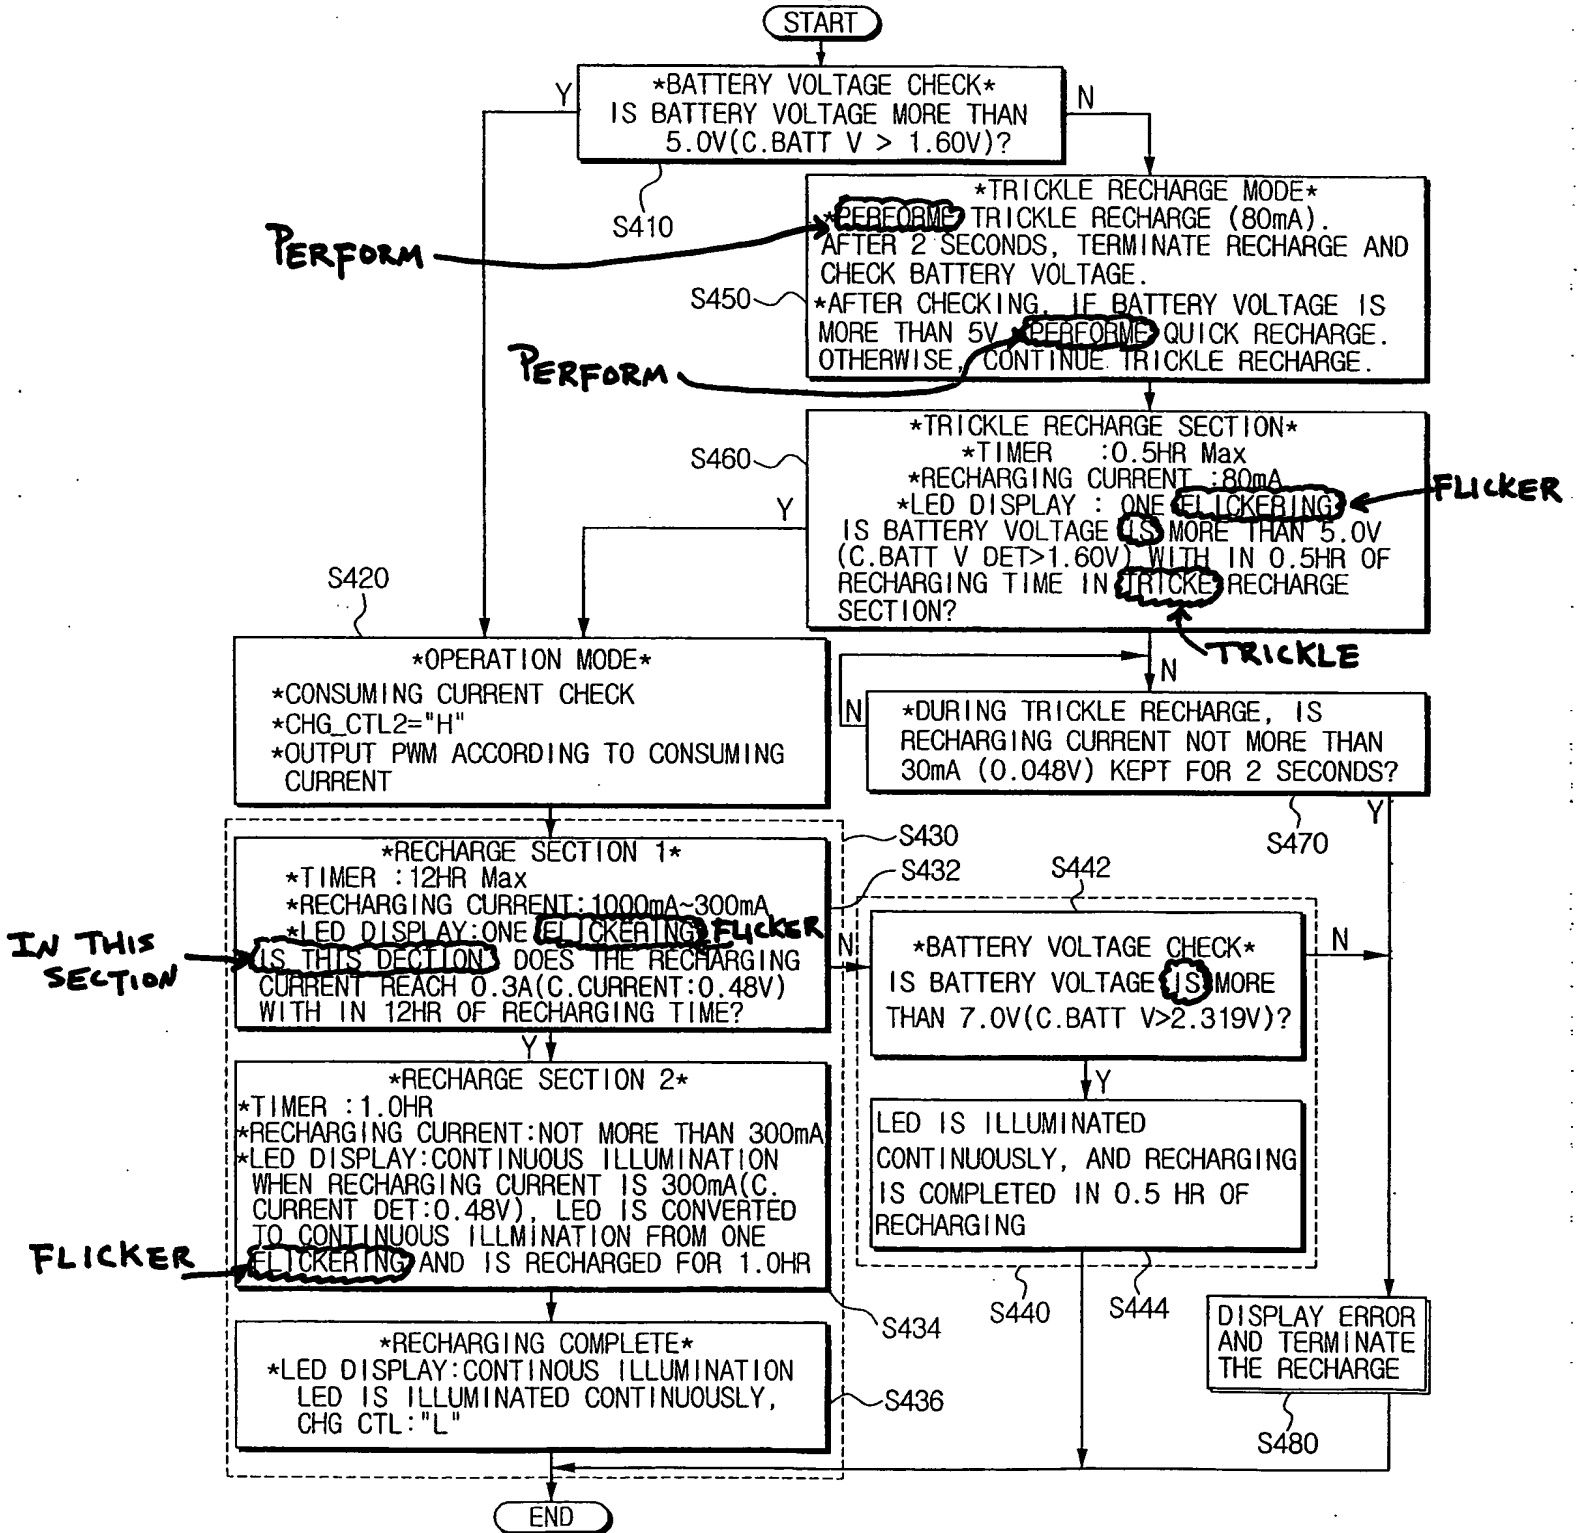 START
*BATTERY VOLTAGE CHECK*
IS BATTERY VOLTAGE MORE THAN
5.0V(C.BATT V > 1.60V)?
Y
N
S410
*TRICKLE RECHARGE MODE*
*PERFORME TRICKLE RECHARGE (80mA).
AFTER 2 SECONDS, TERMINATE RECHARGE AND
CHECK BATTERY VOLTAGE.
*AFTER CHECKING, IF BATTERY VOLTAGE IS
MORE THAN 5V, PERFORME QUICK RECHARGE.
OTHERWISE, CONTINUE TRICKLE RECHARGE.
S450
PERFORM
PERFORM
*TRICKLE RECHARGE SECTION*
*TIMER :0.5HR Max
*RECHARGING CURRENT :80mA
*LED DISPLAY : ONE FLICKERING
IS BATTERY VOLTAGE IS MORE THAN 5.0V
(C.BATT V DET>1.60V) WITH IN 0.5HR OF
RECHARGING TIME IN TRICKE RECHARGE
SECTION?
S460
FLICKER
TRICKLE
Y
N
S420
*OPERATION MODE*
*CONSUMING CURRENT CHECK
*CHG_CTL2="H"
*OUTPUT PWM ACCORDING TO CONSUMING
CURRENT
N
*DURING TRICKLE RECHARGE, IS
RECHARGING CURRENT NOT MORE THAN
30mA (0.048V) KEPT FOR 2 SECONDS?
S470
Y
S430
S432
*RECHARGE SECTION 1*
*TIMER :12HR Max
*RECHARGING CURRENT:1000mA~300mA
*LED DISPLAY:ONE FLICKERING FLICKER
IS THIS DECTION, DOES THE RECHARGING
CURRENT REACH 0.3A(C.CURRENT:0.48V)
WITH IN 12HR OF RECHARGING TIME?
IN THIS
SECTION
N
Y
S442
*BATTERY VOLTAGE CHECK*
IS BATTERY VOLTAGE IS MORE
THAN 7.0V(C.BATT V>2.319V)?
N
Y
*RECHARGE SECTION 2*
*TIMER :1.0HR
*RECHARGING CURRENT:NOT MORE THAN 300mA
*LED DISPLAY:CONTINUOUS ILLUMINATION
WHEN RECHARGING CURRENT IS 300mA(C.
CURRENT DET:0.48V), LED IS CONVERTED
TO CONTINUOUS ILLMINATION FROM ONE
FLICKERING AND IS RECHARGED FOR 1.0HR
FLICKER
S434
LED IS ILLUMINATED
CONTINUOUSLY, AND RECHARGING
IS COMPLETED IN 0.5 HR OF
RECHARGING
S440
S444
*RECHARGING COMPLETE*
*LED DISPLAY:CONTINOUS ILLUMINATION
LED IS ILLUMINATED CONTINUOUSLY,
CHG CTL:"L"
S436
DISPLAY ERROR
AND TERMINATE
THE RECHARGE
S480
END